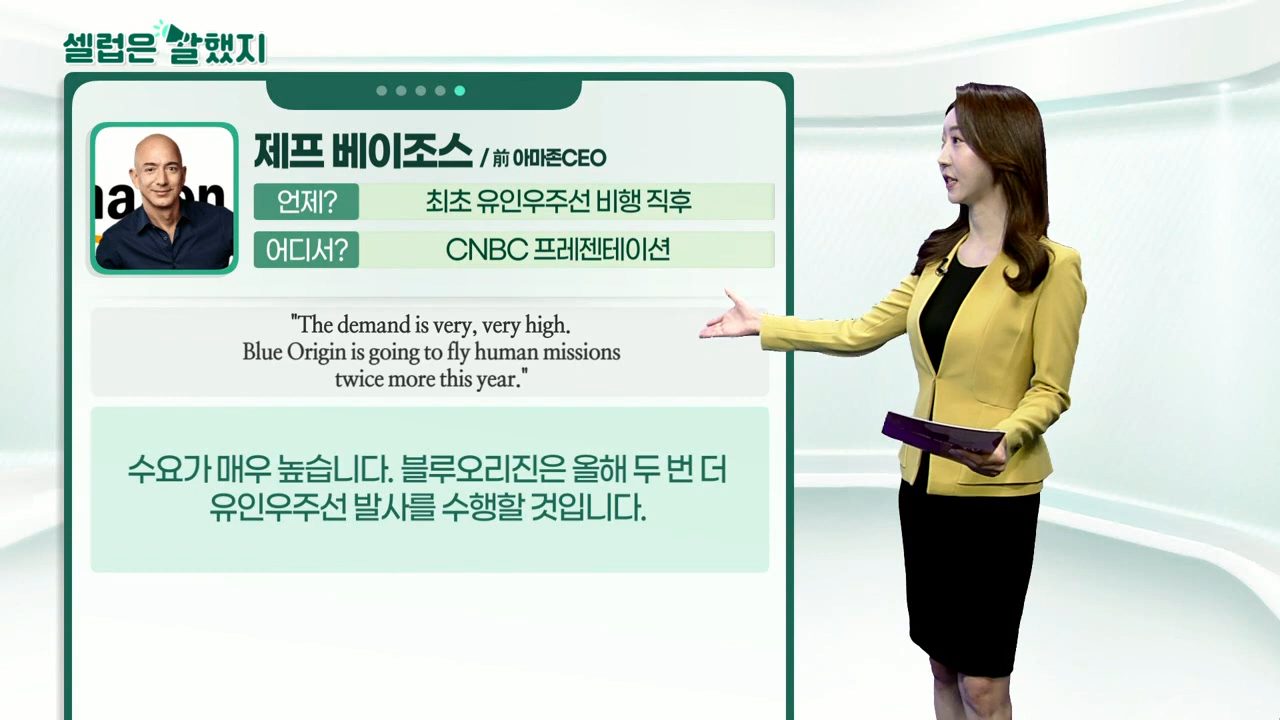 셀럽은 말했지
제프 베이조스 / 前 아마존CEO
언제? 최초 유인우주선 비행 직후
어디서? CNBC 프레젠테이션
"The demand is very, very high.
Blue Origin is going to fly human missions
twice more this year."
수요가 매우 높습니다. 블루오리진은 올해 두 번 더
유인우주선 발사를 수행할 것입니다.